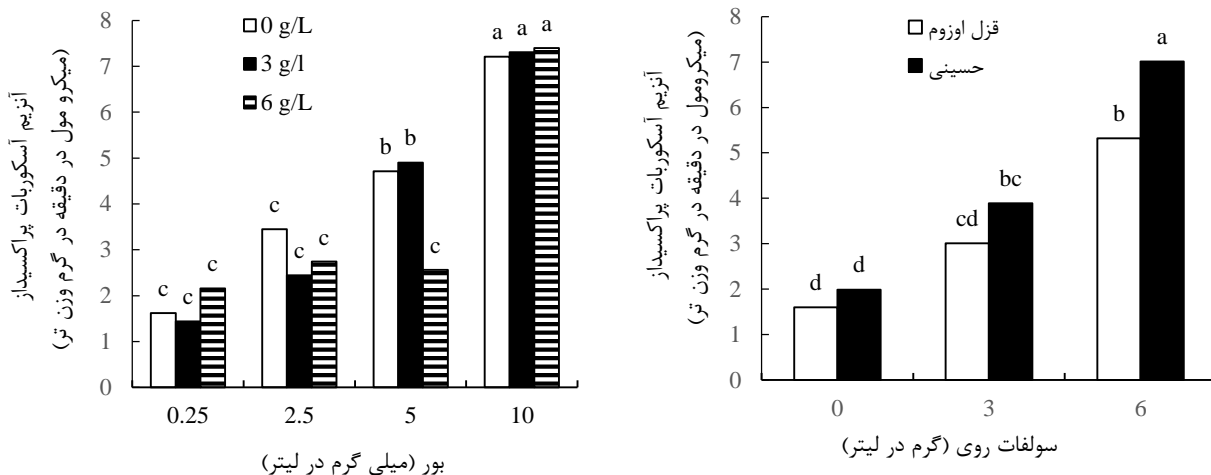 آنزیم آسکوربات پراکسیداز
(میکرو مول در دقیقه در گرم وزن تر)
8
7
6
5
4
3
2
1
0
0 g/L
3 g/l
6 g/L
c c c
c c c
b b c
a a a
0.25 2.5 5 10
بور (میلی گرم در لیتر)
آنزیم آسکوربات پراکسیداز
(میکرومول در دقیقه در گرم وزن تر)
8
7
6
5
4
3
2
1
0
قزل اوزوم
حسینی
d d
cd bc
b a
0 3 6
سولفات روی (گرم در لیتر)